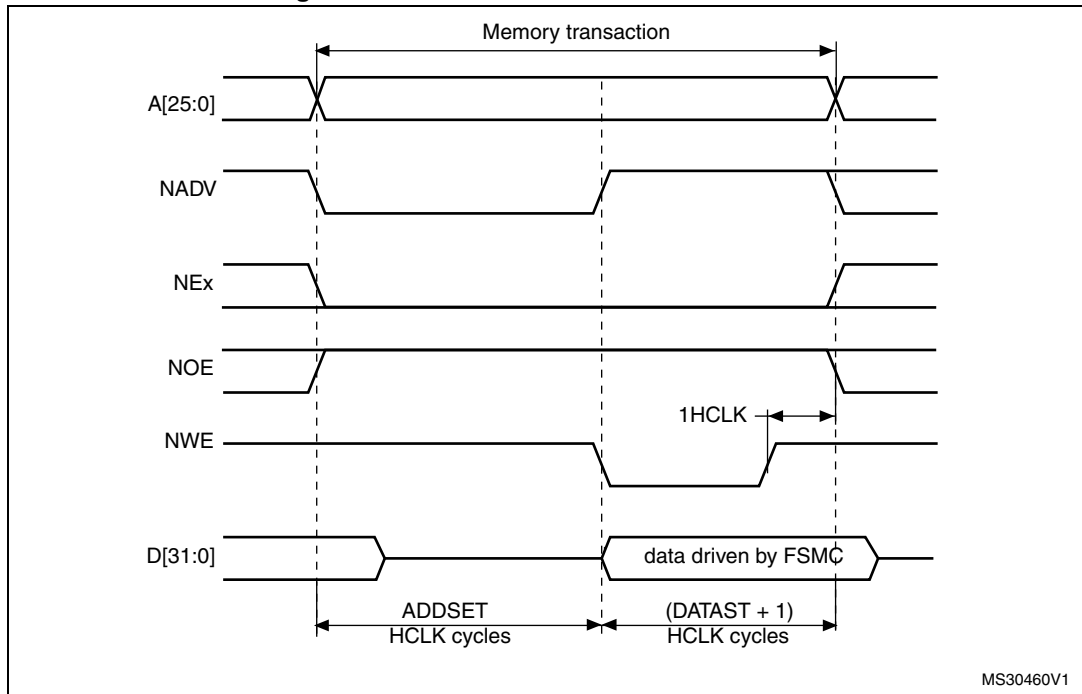 Memory transaction
A[25:0]
NADV
NEx
NOE
1HCLK
NWE
D[31:0]
data driven by FSMC
ADDSET
HCLK cycles
(DATAST + 1)
HCLK cycles
MS30460V1